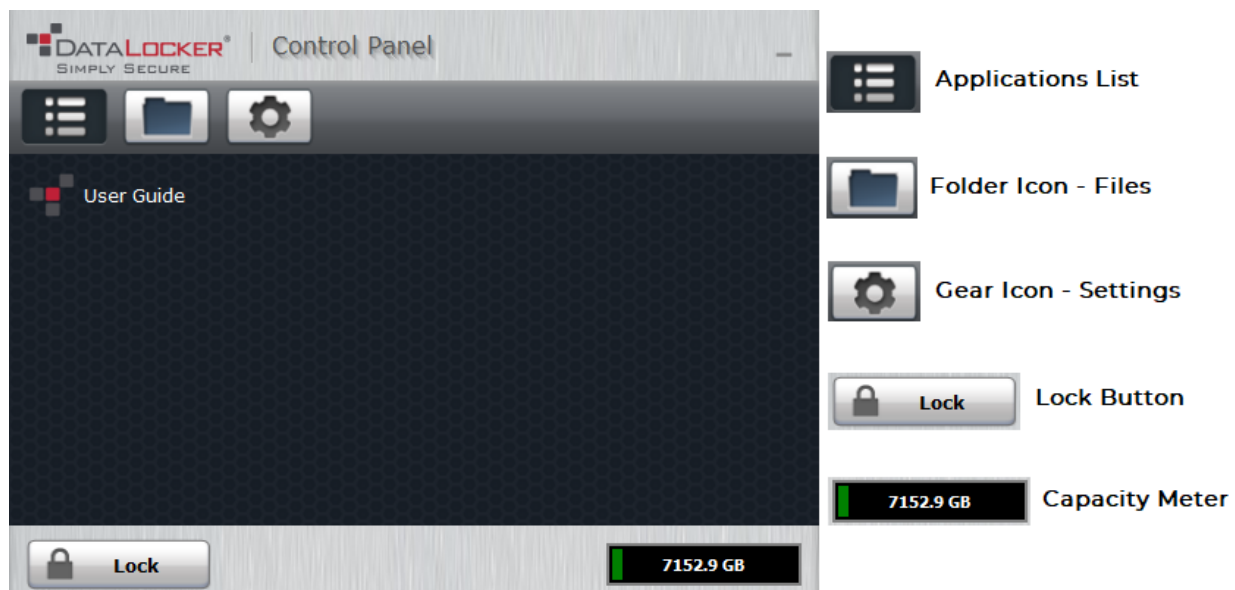 DATALOCKER® Control Panel
SIMPLY SECURE
User Guide
Lock
7152.9 GB
Applications List
Folder Icon - Files
Gear Icon - Settings
Lock
Lock Button
7152.9 GB
Capacity Meter